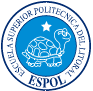 ESCUELA SUPERIOR POLITECNICA DEL LITORAL
ESPOL